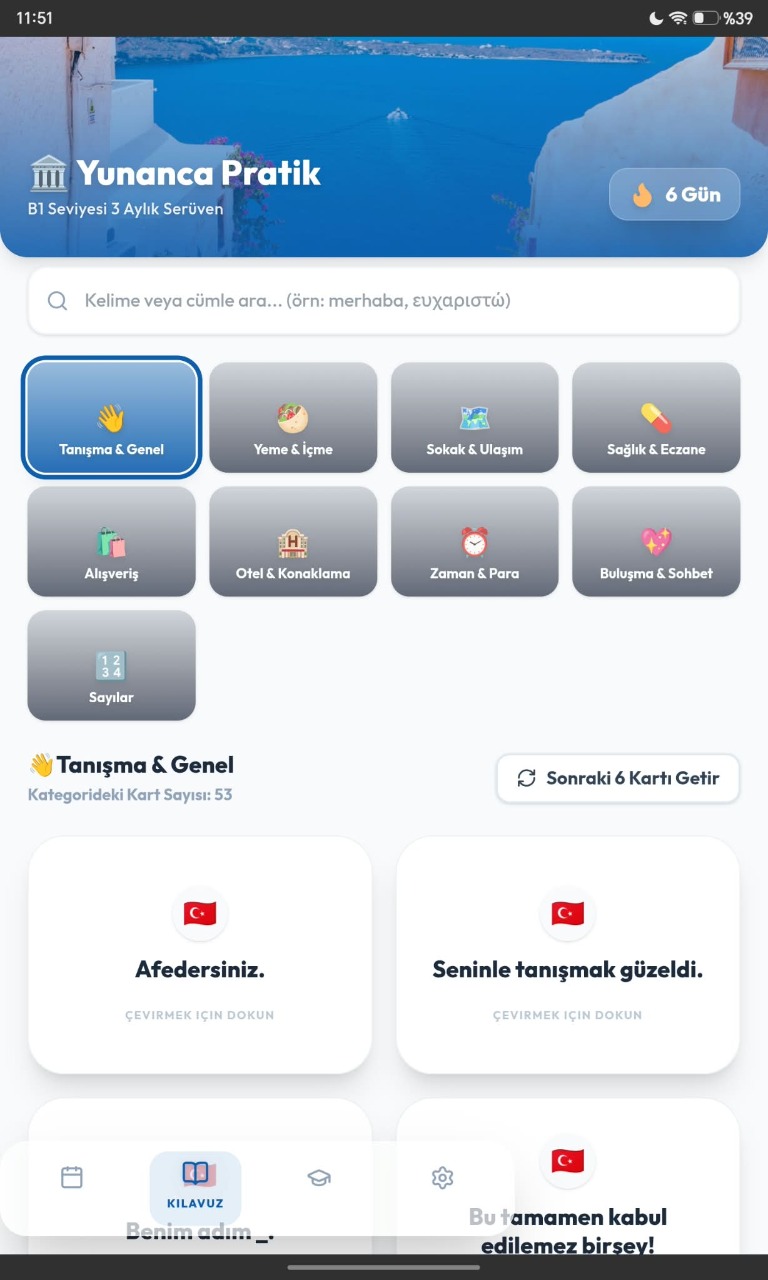 11:51
%39
Yunanca Pratik
B1 Seviyesi 3 Aylık Serüven
6 Gün
Kelime veya cümle ara... (örn: merhaba, ευχαριστώ)
Tanışma & Genel
Yeme & İçme
Sokak & Ulaşım
Sağlık & Eczane
Alışveriş
Otel & Konaklama
Zaman & Para
Buluşma & Sohbet
Sayılar
Tanışma & Genel
Kategorideki Kart Sayısı: 53
Sonraki 6 Kartı Getir
Afedersiniz.
ÇEVIRMEK IÇIN DOKUN
Seninle tanışmak güzeldi.
ÇEVIRMEK IÇIN DOKUN
KILAVUZ
Benim adım _.
Bu tamamen kabul
edilemez birşey!